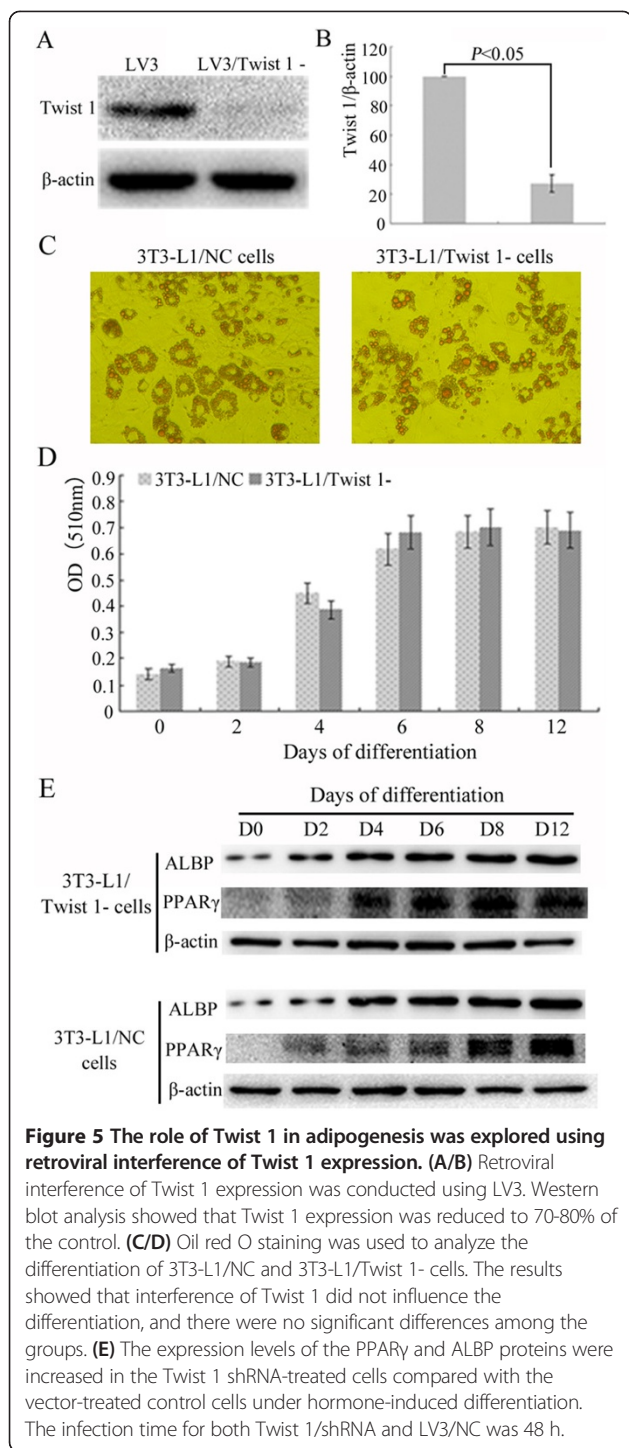 A
LV3 LV3/Twist 1 -
Twist 1
β-actin
B
120
100
80
60
40
20
0
Twist 1/β-actin
P<0.05
C
3T3-L1/NC cells 3T3-L1/Twist 1- cells
D
3T3-L1/NC 3T3-L1/Twist 1-
0.9
0.8
0.7
0.6
0.5
0.4
0.3
0.2
0.1
0
OD (510nm)
0 2 4 6 8 12
Days of differentiation
E
Days of differentiation
D0 D2 D4 D6 D8 D12
3T3-L1/
Twist 1- cells
ALBP
PPARγ
β-actin
3T3-L1/NC
cells
ALBP
PPARγ
β-actin
Figure 5 The role of Twist 1 in adipogenesis was explored using
retroviral interference of Twist 1 expression. (A/B) Retroviral
interference of Twist 1 expression was conducted using LV3. Western
blot analysis showed that Twist 1 expression was reduced to 70-80% of
the control. (C/D) Oil red O staining was used to analyze the
differentiation of 3T3-L1/NC and 3T3-L1/Twist 1- cells. The results
showed that interference of Twist 1 did not influence the
differentiation, and there were no significant differences among the
groups. (E) The expression levels of the PPARγ and ALBP proteins were
increased in the Twist 1 shRNA-treated cells compared with the
vector-treated control cells under hormone-induced differentiation.
The infection time for both Twist 1/shRNA and LV3/NC was 48 h.